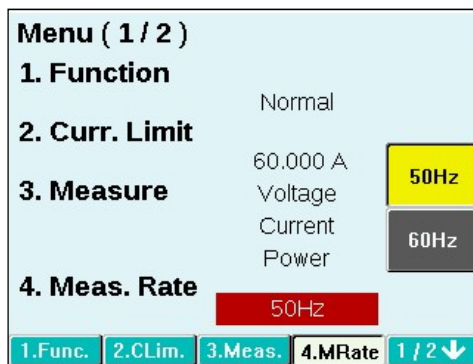 Menu ( 1 / 2 )
1. Function
Normal
2. Curr. Limit
60.000 A
3. Measure
Voltage
Current
Power
4. Meas. Rate
50Hz
50Hz
60Hz
1.Func. 2.CLim. 3.Meas. 4.MRate 1 / 2